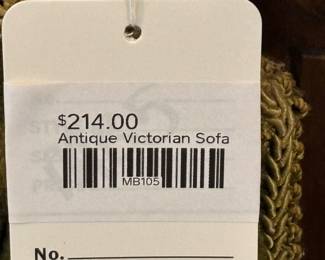 $214.00
Antique Victorian Sofa
MB105
No.